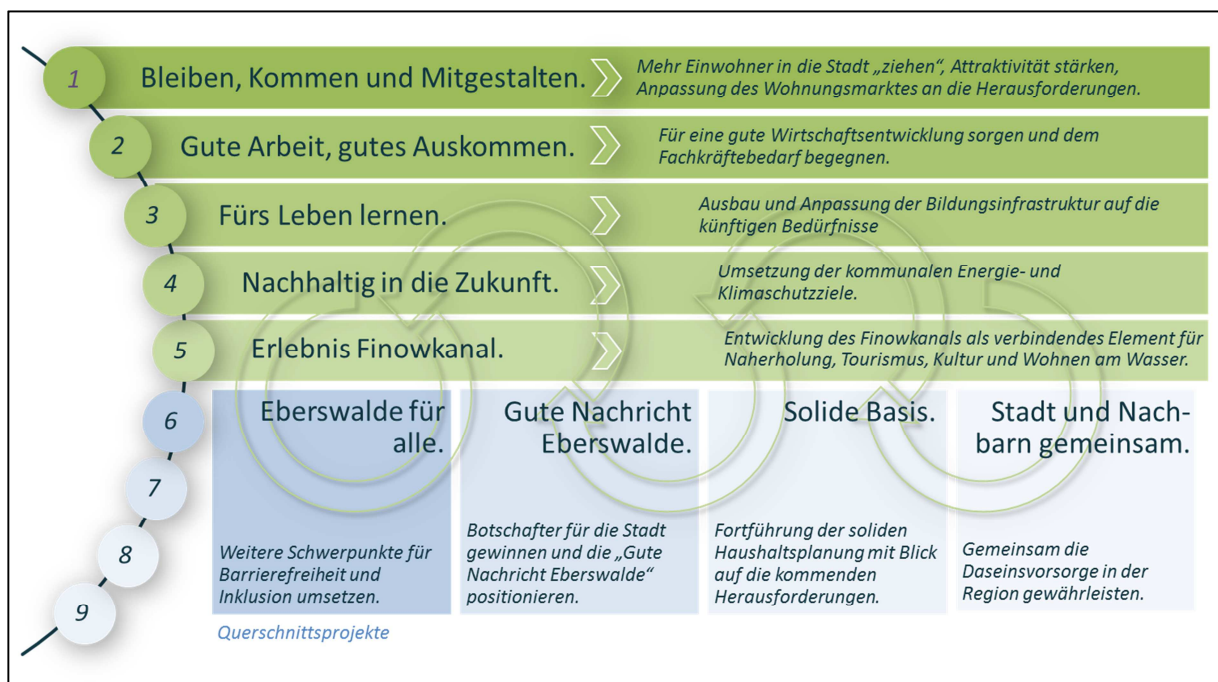 1
Bleiben, Kommen und Mitgestalten.
Mehr Einwohner in die Stadt „ziehen“, Attraktivität stärken,
Anpassung des Wohnungsmarktes an die Herausforderungen.
2
Gute Arbeit, gutes Auskommen.
Für eine gute Wirtschaftsentwicklung sorgen und dem
Fachkräftebedarf begegnen.
3
Fürs Leben lernen.
Ausbau und Anpassung der Bildungsinfrastruktur auf die
künftigen Bedürfnisse
4
Nachhaltig in die Zukunft.
Umsetzung der kommunalen Energie- und
Klimaschutzziele.
5
Erlebnis Finowkanal.
Entwicklung des Finowkanals als verbindendes Element für
Naherholung, Tourismus, Kultur und Wohnen am Wasser.
6
7
8
9
Eberswalde für
alle.
Weitere Schwerpunkte für
Barrierefreiheit und
Inklusion umsetzen.
Gute Nachricht
Eberswalde.
Botschafter für die Stadt
gewinnen und die „Gute
Nachricht Eberswalde“
positionieren.
Solide Basis.
Fortführung der soliden
Haushaltsplanung mit Blick
auf die kommenden
Herausforderungen.
Stadt und Nach-
barn gemeinsam.
Gemeinsam die
Daseinsvorsorge in der
Region gewährleisten.
Querschnittsprojekte